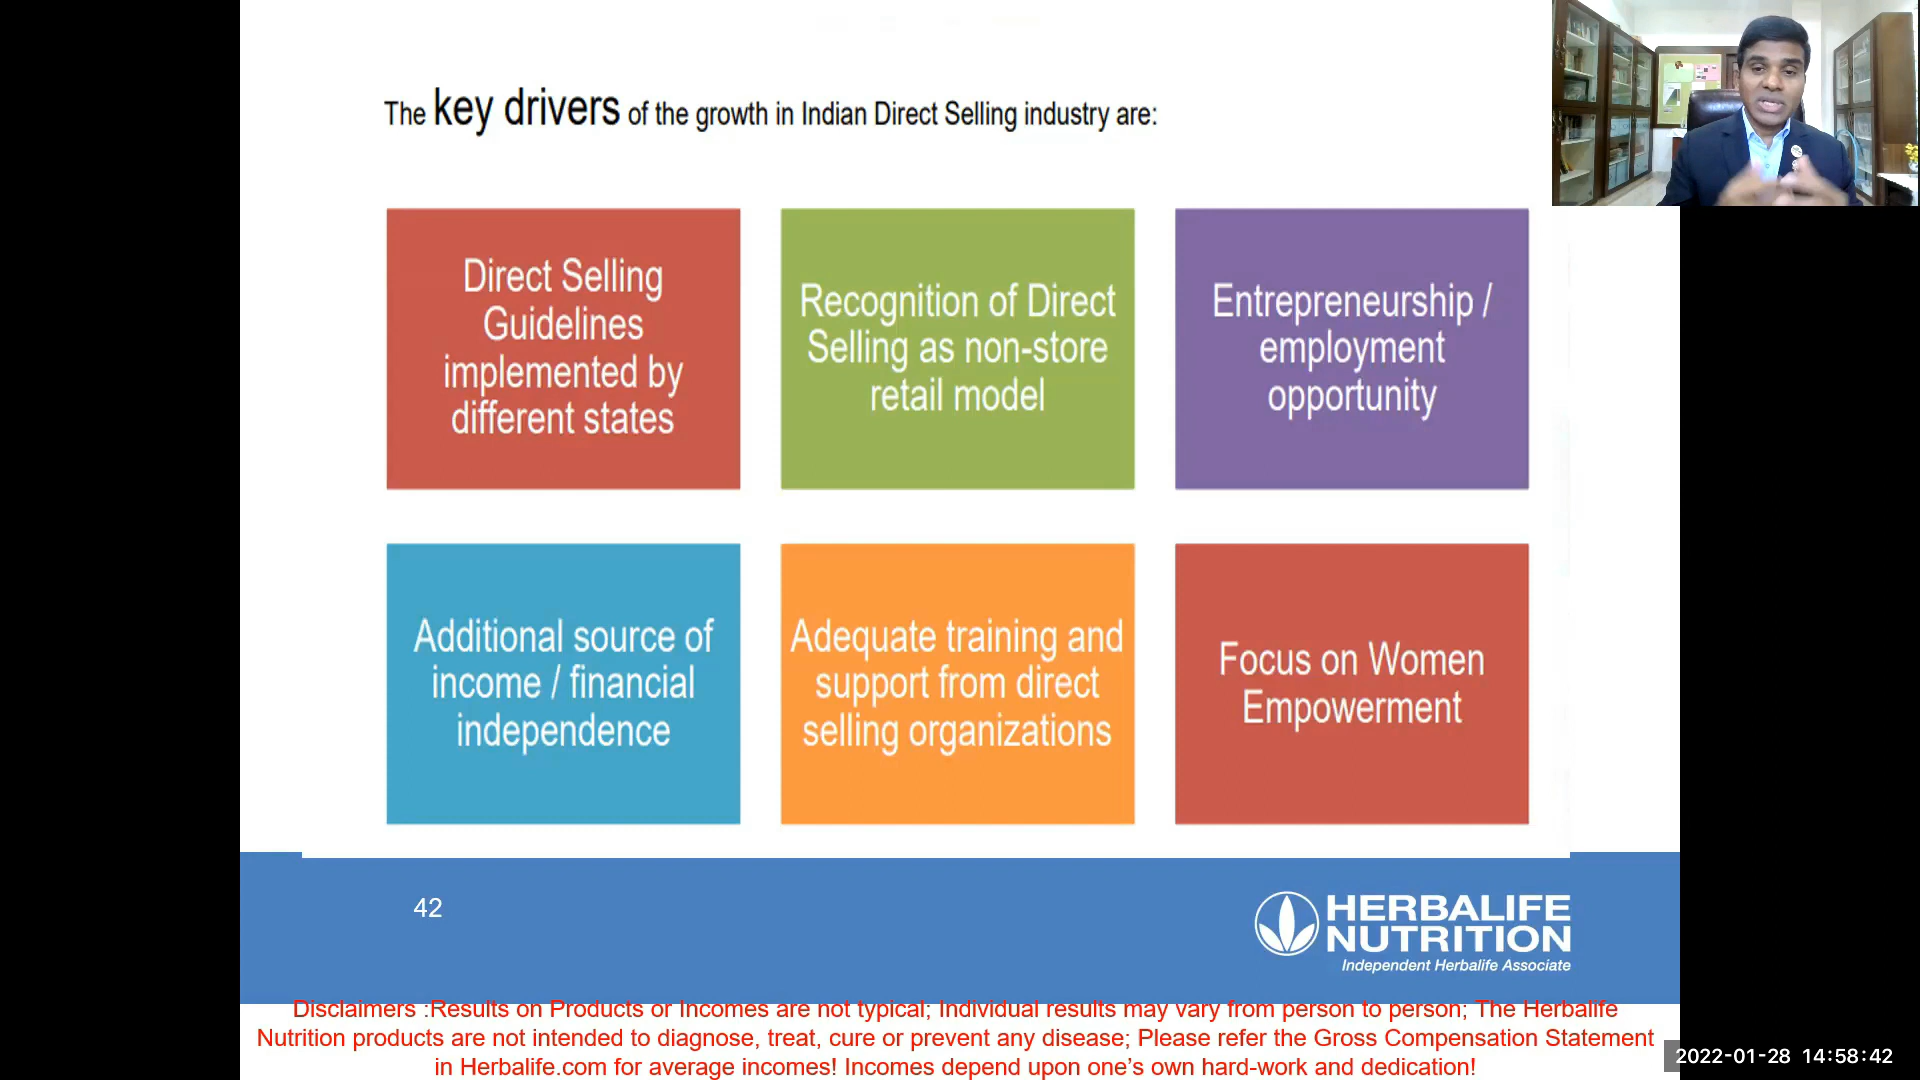 The key drivers of the growth in Indian Direct Selling industry are:
Direct Selling
Guidelines
implemented by
different states
Recognition of Direct
Selling as non-store
retail model
Entrepreneurship /
employment
opportunity
Additional source of
income / financial
independence
Adequate training and
support from direct
selling organizations
Focus on Women
Empowerment
42
HERBALIFE
NUTRITION
Independent Herbalife Associate
Disclaimers :Results on Products or Incomes are not typical; Individual results may vary from person to person; The Herbalife
Nutrition products are not intended to diagnose, treat, cure or prevent any disease; Please refer the Gross Compensation Statement
in Herbalife.com for average incomes! Incomes depend upon one’s own hard-work and dedication!
2022-01-28 14:58:42